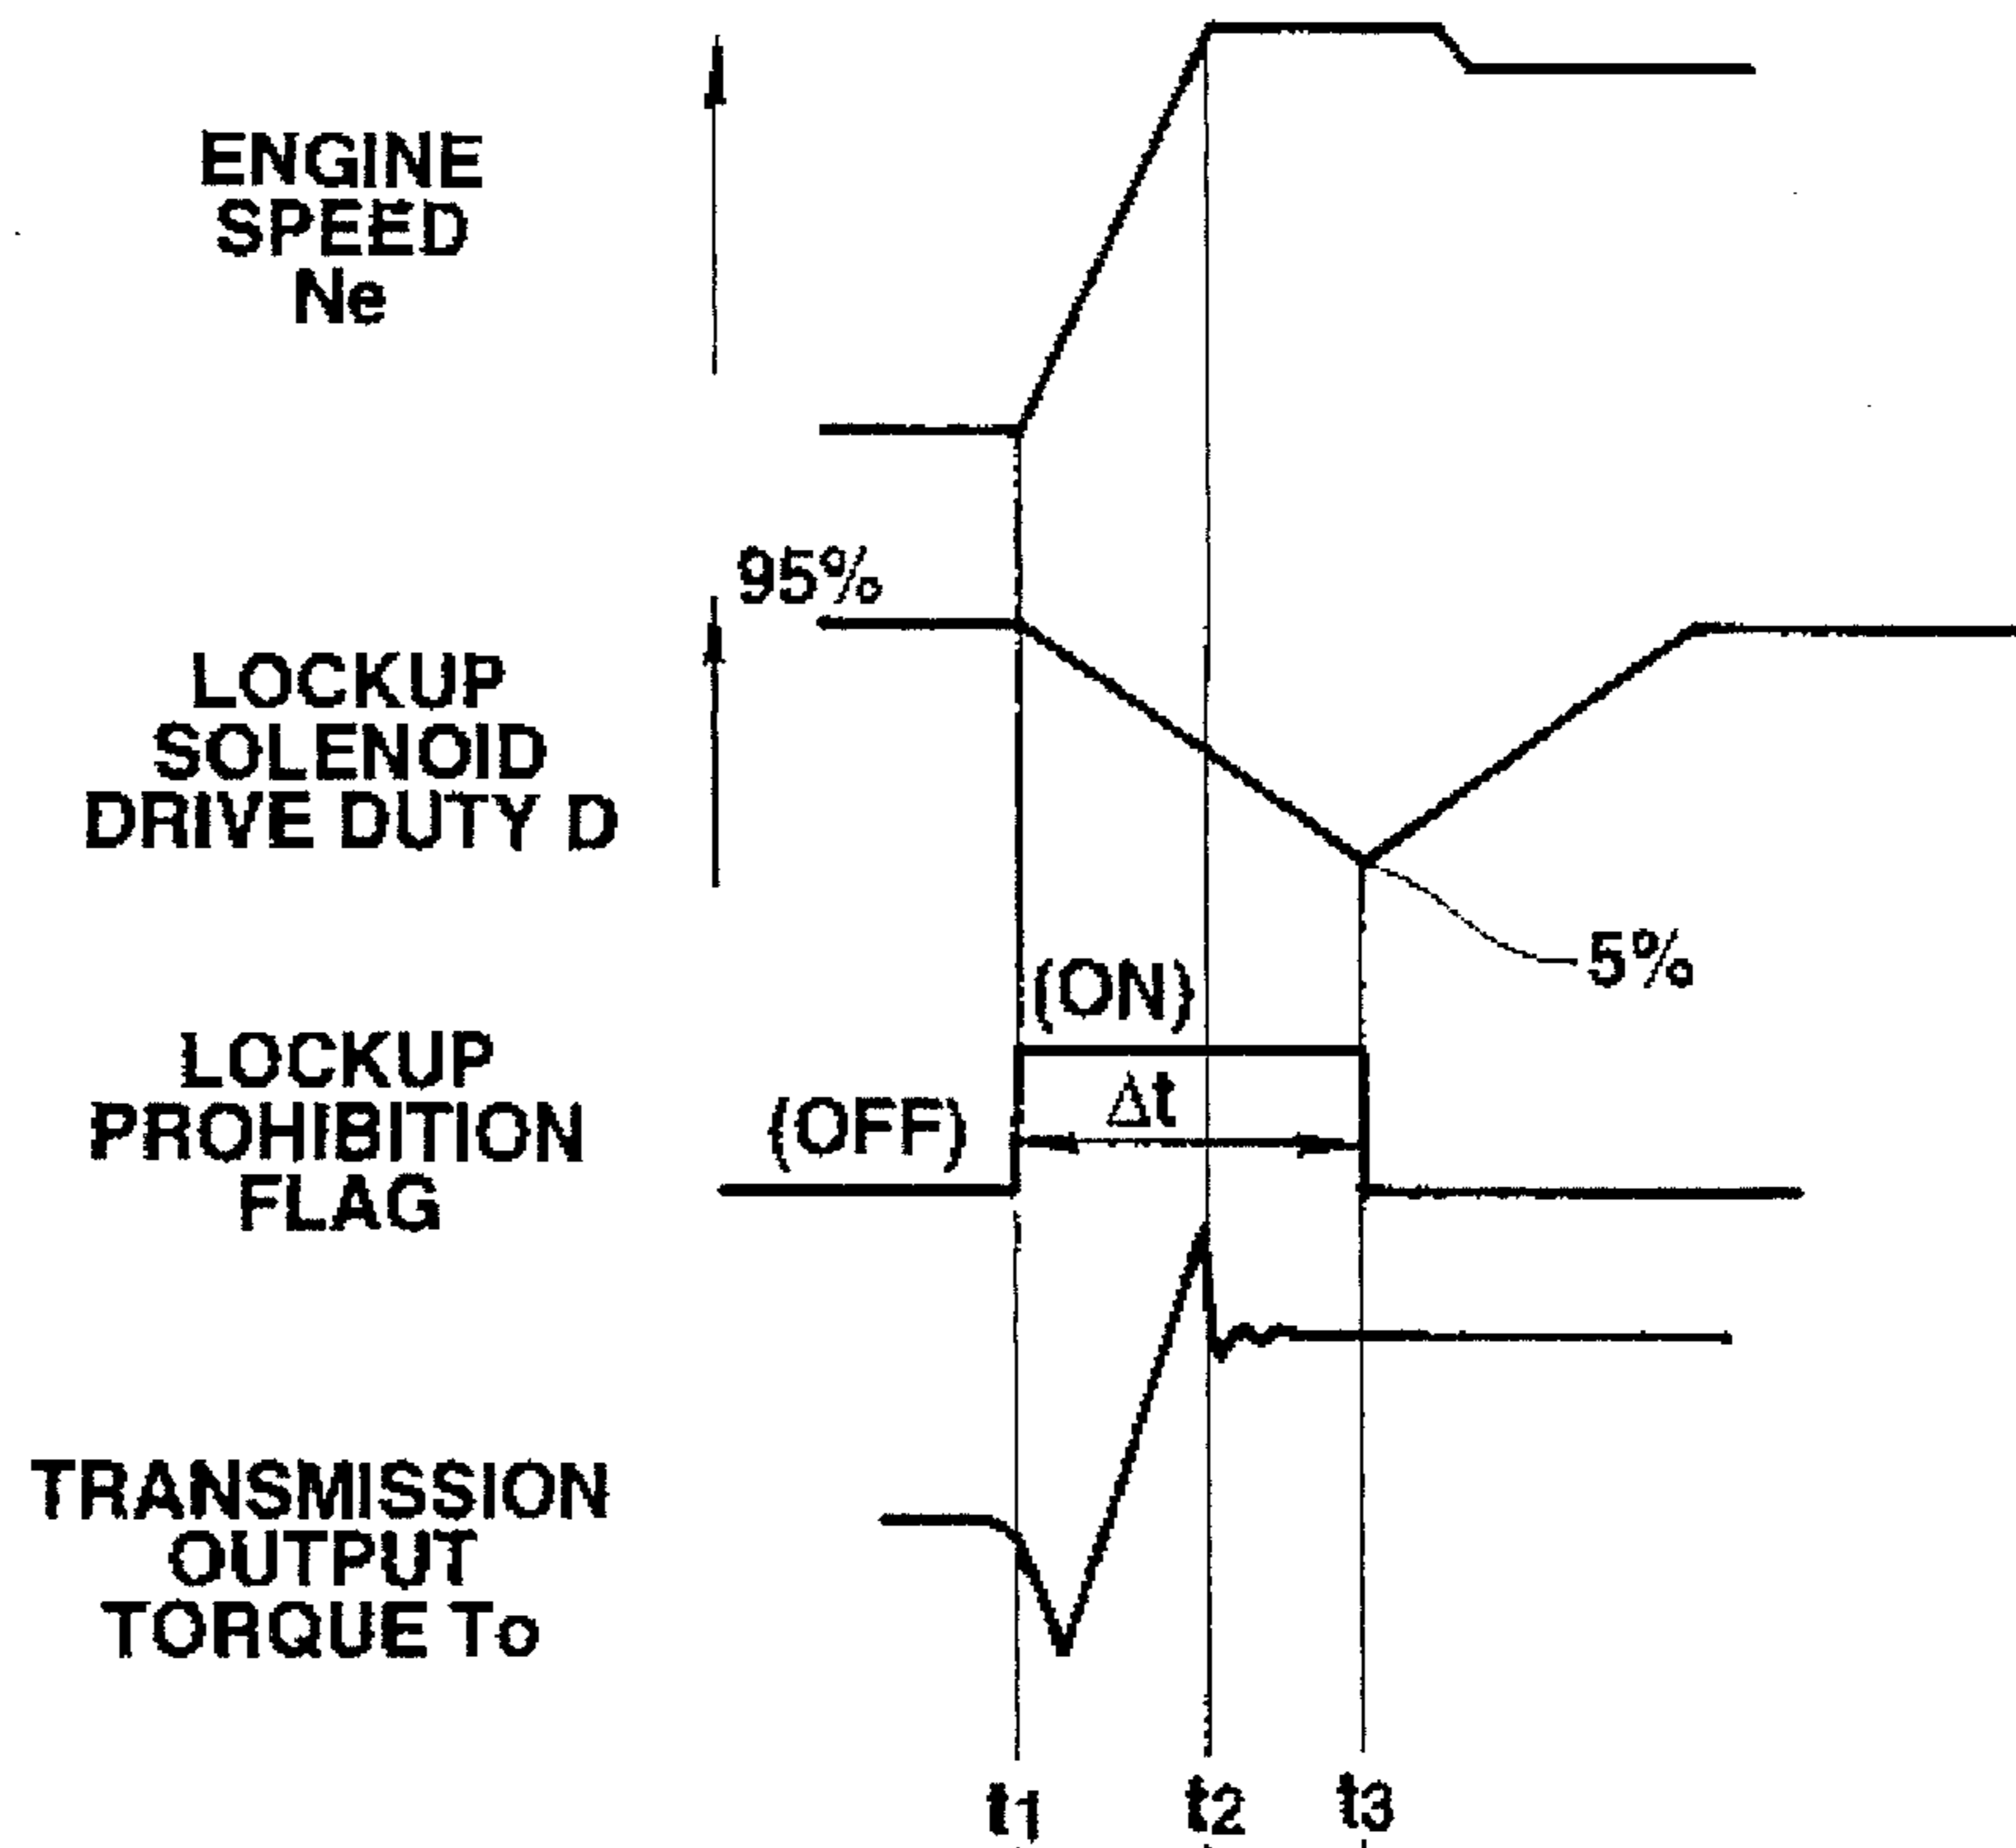 ENGINE
SPEED
Ne
95%
LOCKUP
SOLENOID
DRIVE DUTY D
5%
(ON)
LOCKUP
PROHIBITION
FLAG
(OFF)
Δt
TRANSMISSION
OUTPUT
TORQUE To
t1 t2 t3